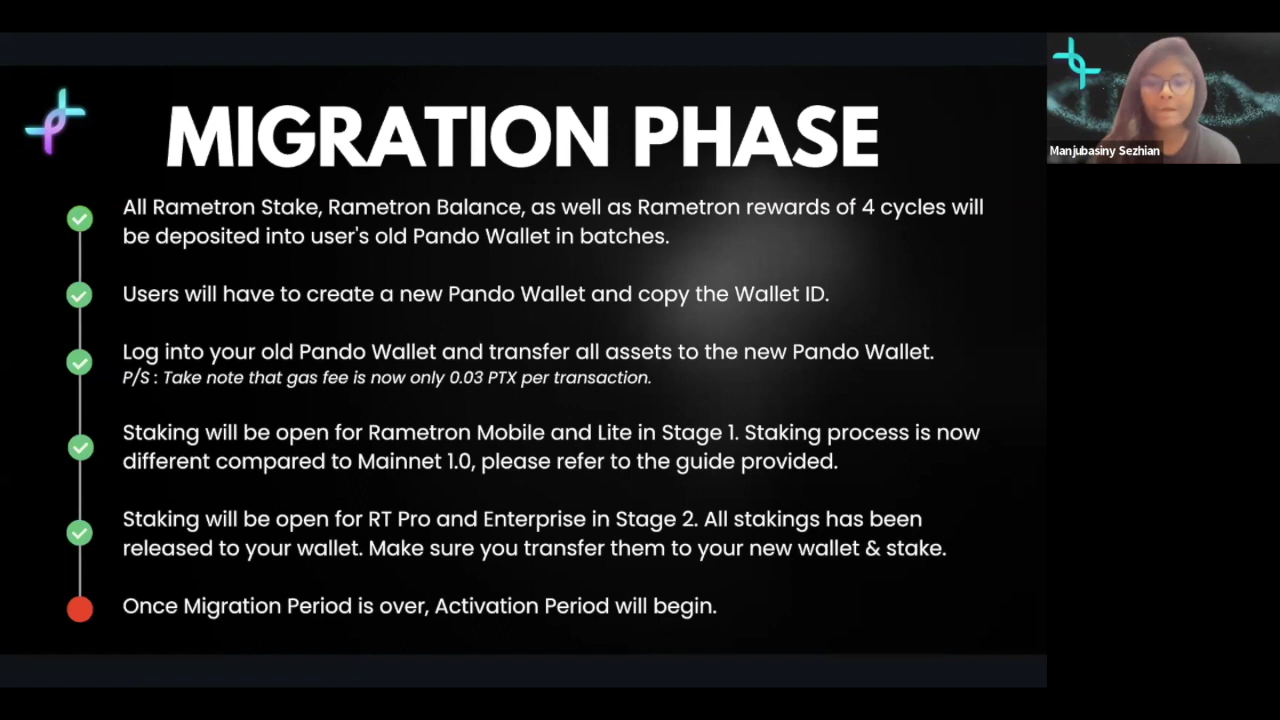 MIGRATION PHASE
All Rametron Stake, Rametron Balance, as well as Rametron rewards of 4 cycles will
be deposited into user's old Pando Wallet in batches.
Users will have to create a new Pando Wallet and copy the Wallet ID.
Log into your old Pando Wallet and transfer all assets to the new Pando Wallet.
P/S : Take note that gas fee is now only 0.03 PTX per transaction.
Staking will be open for Rametron Mobile and Lite in Stage 1. Staking process is now
different compared to Mainnet 1.0, please refer to the guide provided.
Staking will be open for RT Pro and Enterprise in Stage 2. All stakings has been
released to your wallet. Make sure you transfer them to your new wallet & stake.
Once Migration Period is over, Activation Period will begin.
Manjubasiny Sezhian